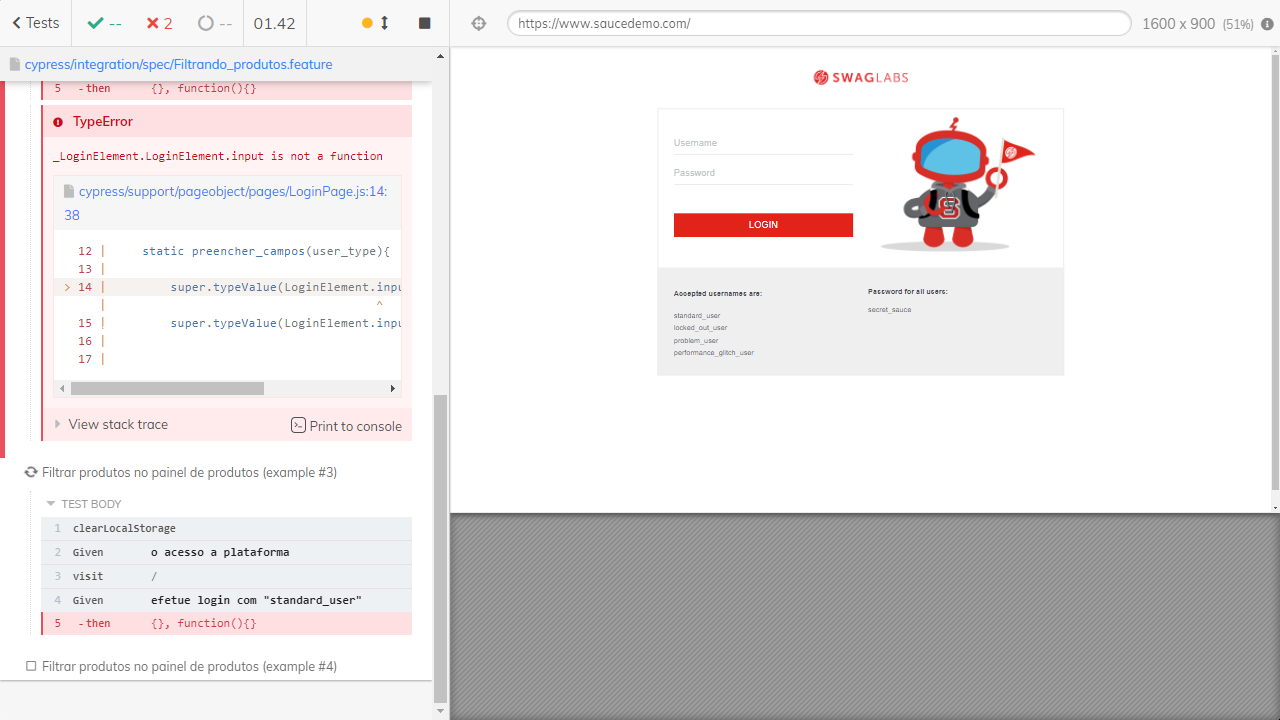 Tests
--
2
--
01.42
https://www.saucedemo.com/
1600 x 900 (51%)
cypress/integration/spec/Filtrando_produtos.feature
5 -then {}, function(){}
TypeError
_LoginElement.LoginElement.input is not a function
cypress/support/pageobject/pages/LoginPage.js:14:
38
12 | static preencher_campos(user_type){
13 |
> 14 | super.typeValue(LoginElement.inpu
| ^
15 | super.typeValue(LoginElement.inpu
16 |
17 |
View stack trace
Print to console
Filtrar produtos no painel de produtos (example #3)
TEST BODY
1 clearLocalStorage
2 Given o acesso a plataforma
3 visit /
4 Given efetue login com "standard_user"
5 -then {}, function(){}
Filtrar produtos no painel de produtos (example #4)
SWAGLABS
Username
Password
LOGIN
Accepted usernames are:
standard_user
locked_out_user
problem_user
performance_glitch_user
Password for all users:
secret_sauce